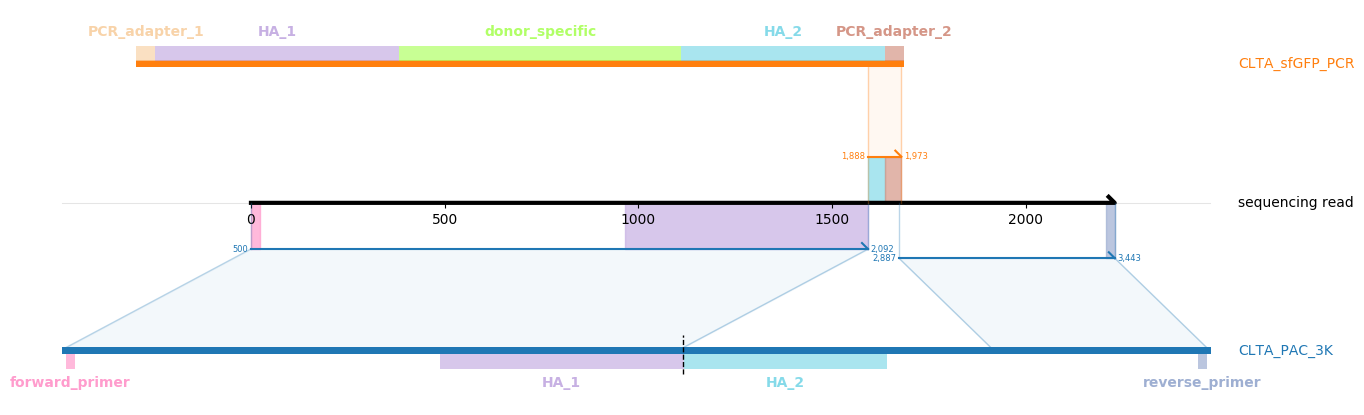 PCR_adapter_1 HA_1 donor_specific HA_2 PCR_adapter_2
CLTA_sfGFP_PCR
1,888 1,973
sequencing read
0 500 1000 1500 2000
500 2,092
2,887 3,443
CLTA_PAC_3K
forward_primer HA_1 HA_2 reverse_primer